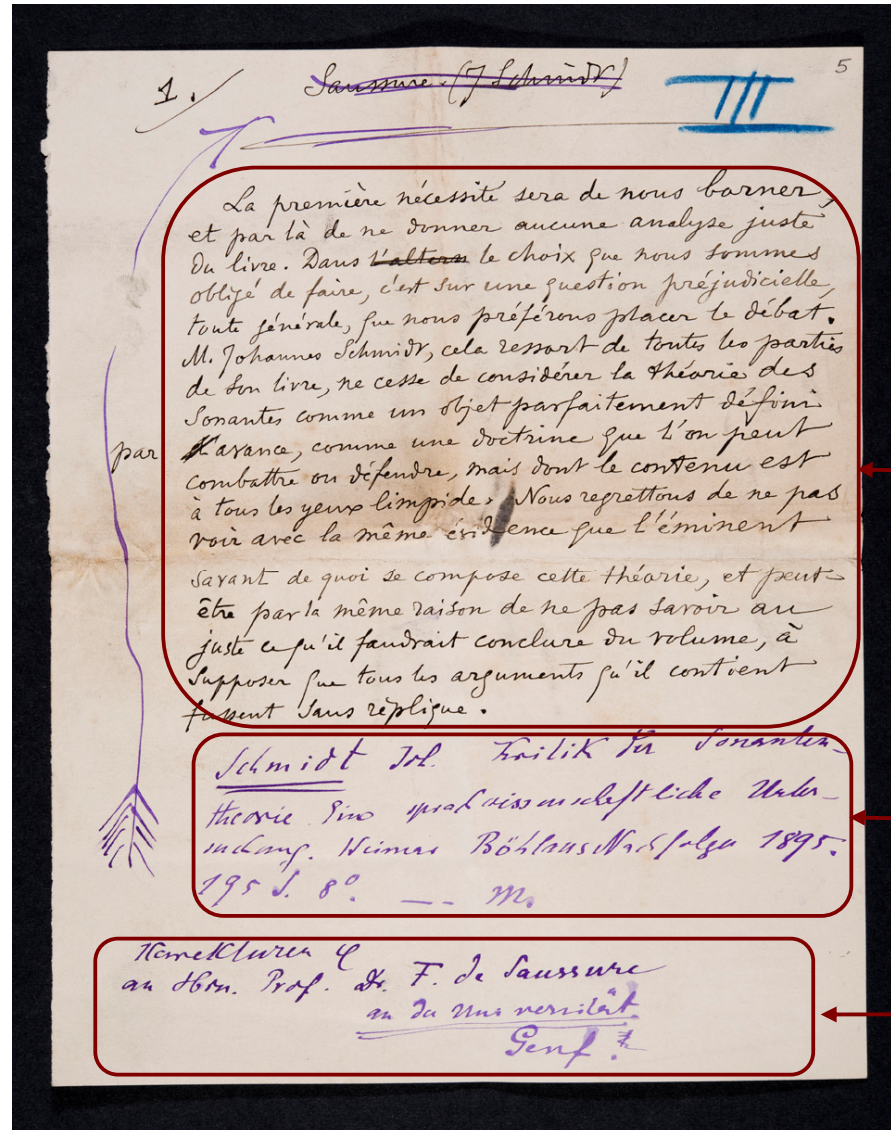 5
1.
Saussure. (J Schmidt)
III
La première nécessité sera de nous borner,
et par là de ne donner aucune analyse juste
du livre. Dans l'altern le choix que nous sommes
obligé de faire, c'est sur une question préjudicielle,
toute générale, que nous préférons placer le débat.
M. Johannes Schmidt, cela ressort de toutes les parties
de son livre, ne cesse de considérer la théorie des
Sonantes comme un objet parfaitement défini
par
d'avance, comme une doctrine que l'on peut
combattre ou défendre, mais dont le contenu est
à tous les yeux limpide. Nous regrettons de ne pas
voir avec la même évidence que l'éminent
savant de quoi se compose cette théorie, et peut-
être par la même raison de ne pas savoir au
juste ce qu'il faudrait conclure du volume, à
supposer que tous les arguments qu'il contient
fussent sans réplique.
Schmidt Joh. Kritik der Sonanten-
theorie Eine sprachwissenschaftliche Unter-
suchung. Weimar Böhlaus Nachfolger 1895.
195 S. 8°. — M.
Korrekturen
an Hrn. Prof. Dr. F. de Saussure
an der Universität
Genf